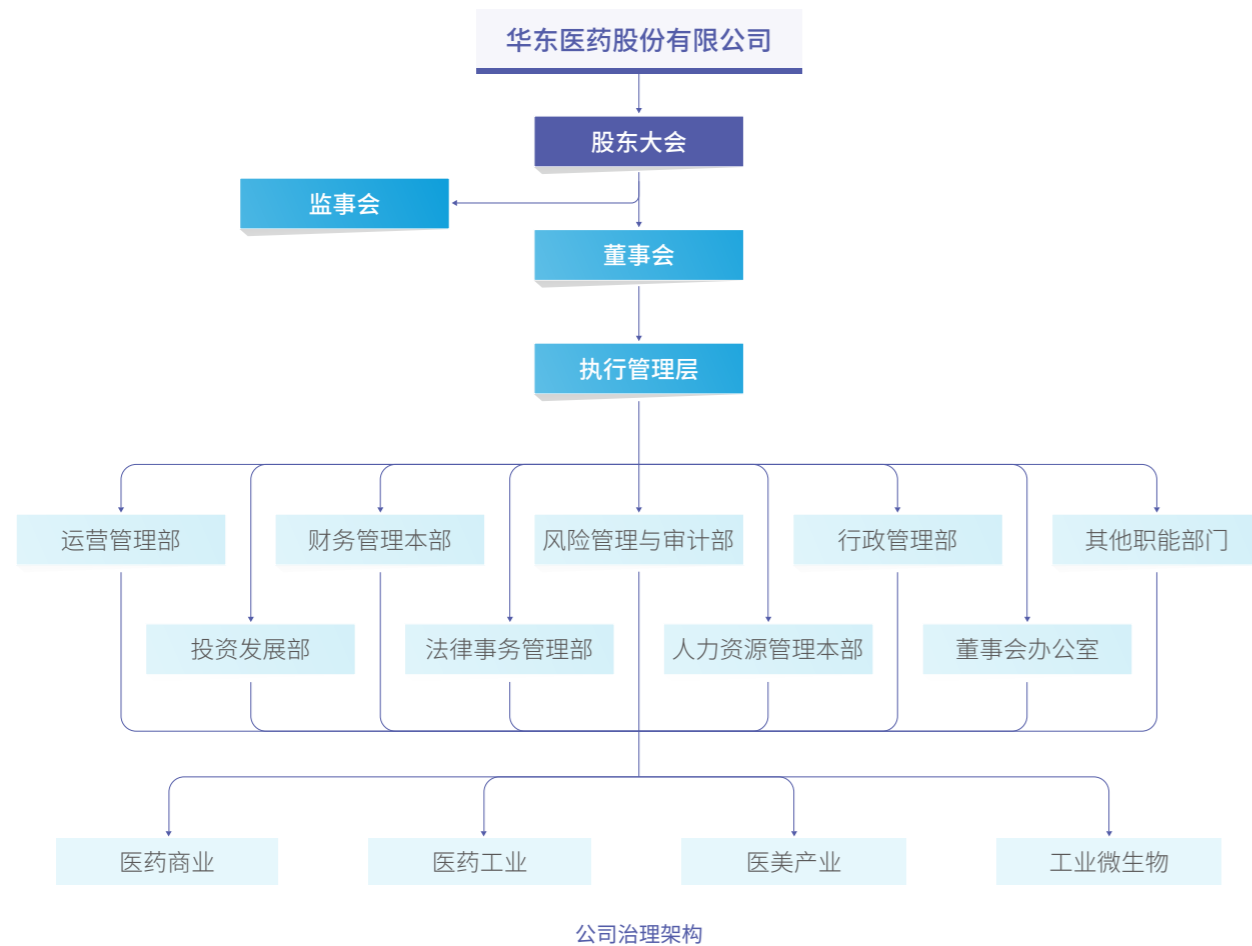 华东医药股份有限公司
股东大会
监事会
董事会
执行管理层
运营管理部
财务管理本部
风险管理与审计部
行政管理部
其他职能部门
投资发展部
法律事务管理部
人力资源管理本部
董事会办公室
医药商业
医药工业
医美产业
工业微生物
公司治理架构